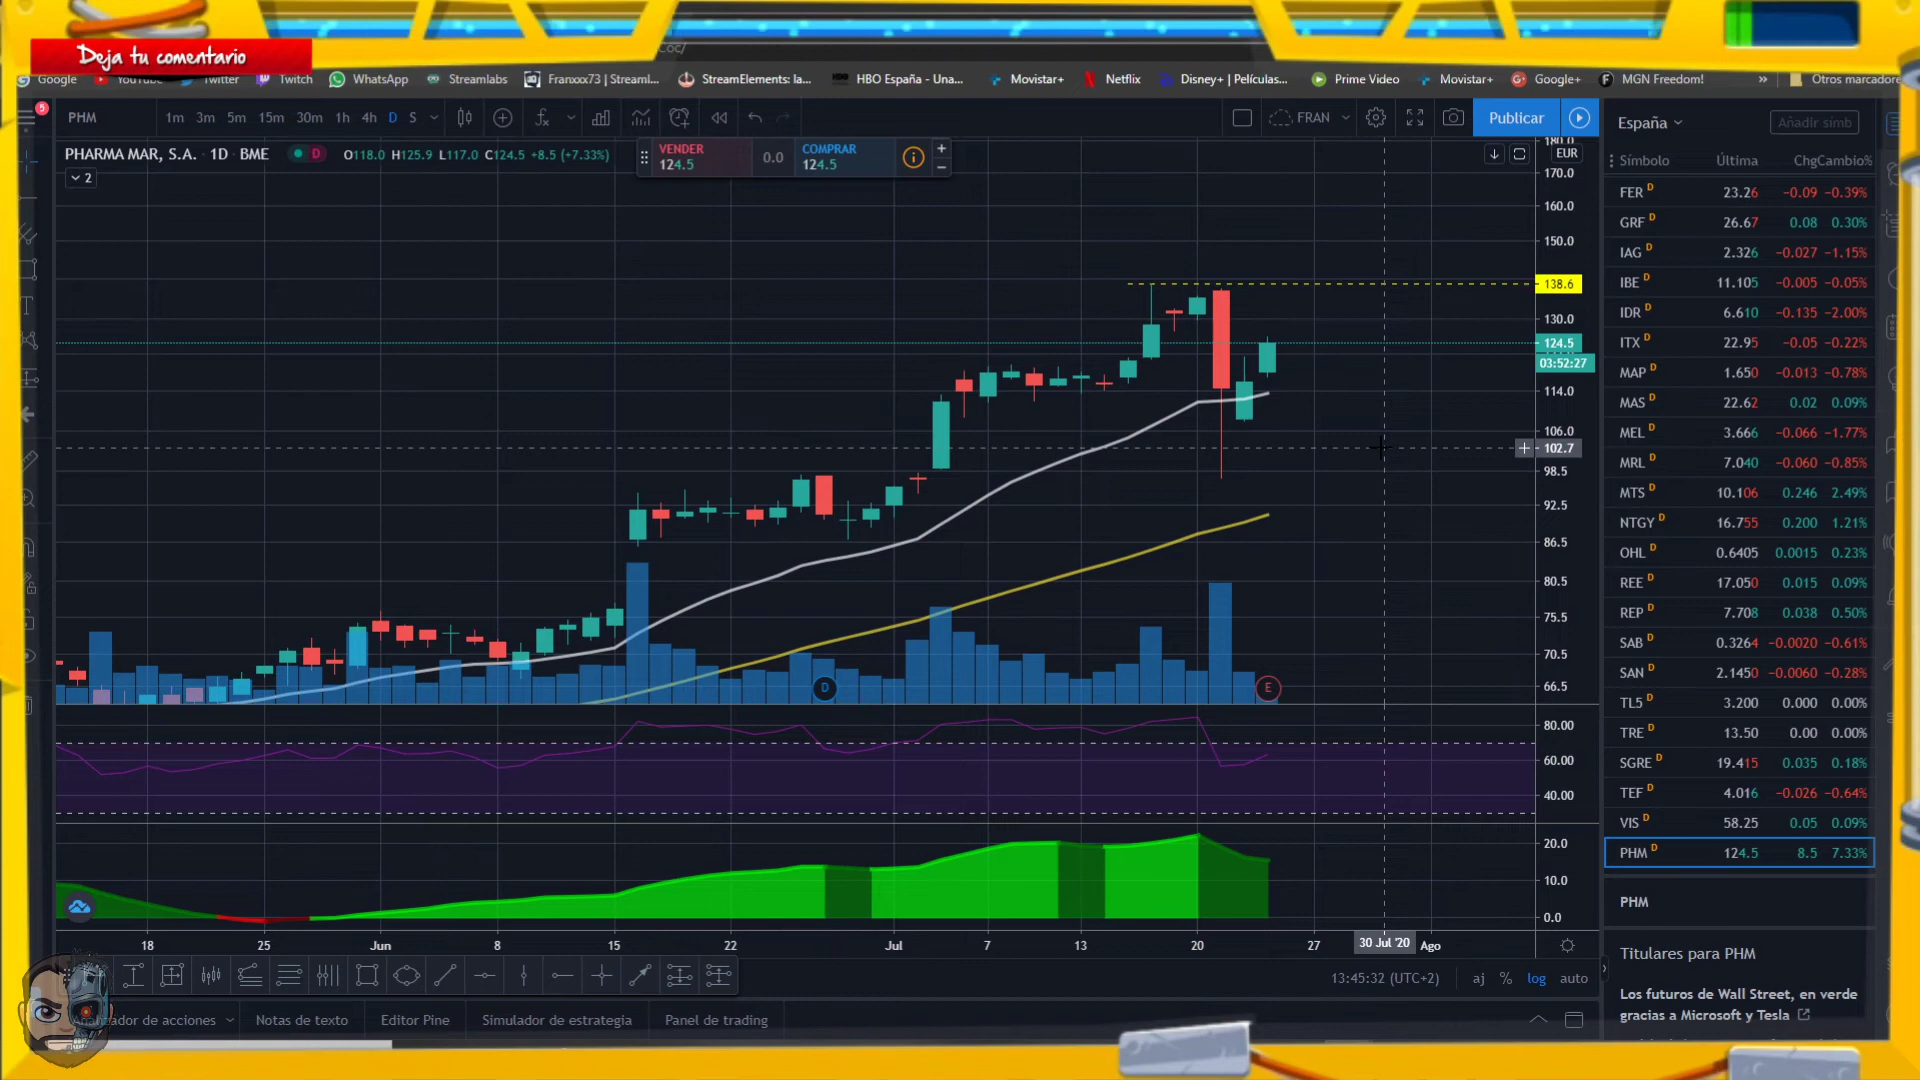 Coc/
Deja tu comentario
Google YouTube Twitter Twitch WhatsApp Streamlabs Franxxx73 | Streaml... StreamElements: la... HBO España - Una... Movistar+ Netflix Disney+ | Películas... Prime Video Movistar+ Google+ MGN Freedom! » Otros marcadore
5
PHM 1m 3m 5m 15m 30m 1h 4h D S FRAN Publicar
España Añadir símb
PHARMA MAR, S.A. · 1D · BME D O118.0 H125.9 L117.0 C124.5 +8.5 (+7.33%)
VENDER 124.5 0.0 COMPRAR 124.5
2
EUR
180.0
170.0
160.0
150.0
138.6
130.0
124.5
03:52:27
114.0
106.0
102.7
98.5
92.5
86.5
80.5
75.5
70.5
66.5
D E
80.00
60.00
40.00
20.0
10.0
0.0
18 25 Jun 8 15 22 Jul 7 13 20 27 30 Jul '20 Ago
13:45:32 (UTC+2) aj % log auto
de acciones Notas de texto Editor Pine Simulador de estrategia Panel de trading
Símbolo Última Chg Cambio%
FER D 23.26 −0.09 −0.39%
GRF D 26.67 0.08 0.30%
IAG D 2.326 −0.027 −1.15%
IBE D 11.105 −0.005 −0.05%
IDR D 6.610 −0.135 −2.00%
ITX D 22.95 −0.05 −0.22%
MAP D 1.650 −0.013 −0.78%
MAS D 22.62 0.02 0.09%
MEL D 3.666 −0.066 −1.77%
MRL D 7.040 −0.060 −0.85%
MTS D 10.106 0.246 2.49%
NTGY D 16.755 0.200 1.21%
OHL D 0.6405 0.0015 0.23%
REE D 17.050 0.015 0.09%
REP D 7.708 0.038 0.50%
SAB D 0.3264 −0.0020 −0.61%
SAN D 2.1450 −0.0060 −0.28%
TL5 D 3.200 0.000 0.00%
TRE D 13.50 0.00 0.00%
SGRE D 19.415 0.035 0.18%
TEF D 4.016 −0.026 −0.64%
VIS D 58.25 0.05 0.09%
PHM D 124.5 8.5 7.33%
PHM
Titulares para PHM
Los futuros de Wall Street, en verde
gracias a Microsoft y Tesla